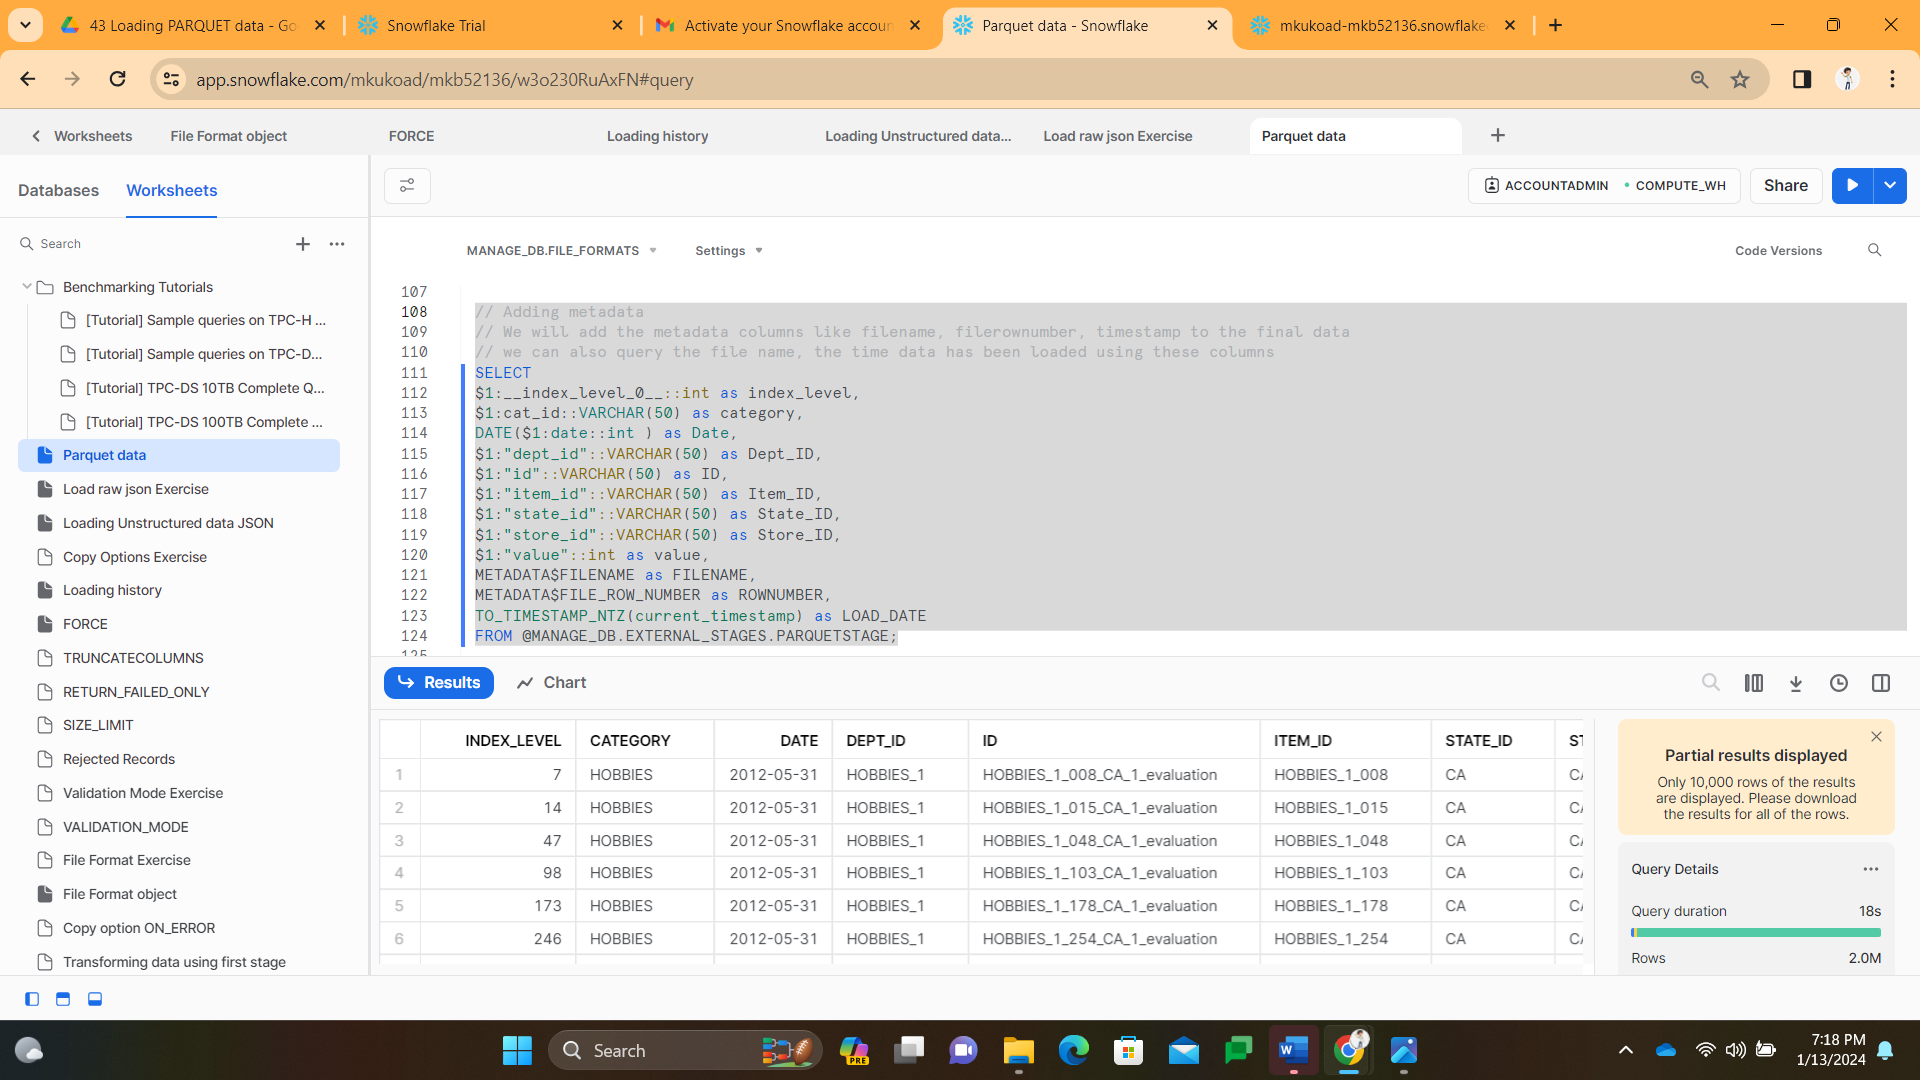 43 Loading PARQUET data - Go
Snowflake Trial
Activate your Snowflake accoun
Parquet data - Snowflake
mkukoad-mkb52136.snowflake
app.snowflake.com/mkukoad/mkb52136/w3o230RuAxFN#query
Worksheets
File Format object
FORCE
Loading history
Loading Unstructured data...
Load raw json Exercise
Parquet data
Databases
Worksheets
ACCOUNTADMIN
COMPUTE_WH
Share
Search
MANAGE_DB.FILE_FORMATS
Settings
Code Versions
Benchmarking Tutorials
[Tutorial] Sample queries on TPC-H ...
[Tutorial] Sample queries on TPC-D...
[Tutorial] TPC-DS 10TB Complete Q...
[Tutorial] TPC-DS 100TB Complete ...
Parquet data
Load raw json Exercise
Loading Unstructured data JSON
Copy Options Exercise
Loading history
FORCE
TRUNCATECOLUMNS
RETURN_FAILED_ONLY
SIZE_LIMIT
Rejected Records
Validation Mode Exercise
VALIDATION_MODE
File Format Exercise
File Format object
Copy option ON_ERROR
Transforming data using first stage
107
108 // Adding metadata
109 // We will add the metadata columns like filename, filerownumber, timestamp to the final data
110 // we can also query the file name, the time data has been loaded using these columns
111 SELECT
112 $1:__index_level_0__::int as index_level,
113 $1:cat_id::VARCHAR(50) as category,
114 DATE($1:date::int ) as Date,
115 $1:"dept_id"::VARCHAR(50) as Dept_ID,
116 $1:"id"::VARCHAR(50) as ID,
117 $1:"item_id"::VARCHAR(50) as Item_ID,
118 $1:"state_id"::VARCHAR(50) as State_ID,
119 $1:"store_id"::VARCHAR(50) as Store_ID,
120 $1:"value"::int as value,
121 METADATA$FILENAME as FILENAME,
122 METADATA$FILE_ROW_NUMBER as ROWNUMBER,
123 TO_TIMESTAMP_NTZ(current_timestamp) as LOAD_DATE
124 FROM @MANAGE_DB.EXTERNAL_STAGES.PARQUETSTAGE;
125
Results
Chart
INDEX_LEVEL CATEGORY DATE DEPT_ID ID ITEM_ID STATE_ID ST
1 7 HOBBIES 2012-05-31 HOBBIES_1 HOBBIES_1_008_CA_1_evaluation HOBBIES_1_008 CA CA
2 14 HOBBIES 2012-05-31 HOBBIES_1 HOBBIES_1_015_CA_1_evaluation HOBBIES_1_015 CA CA
3 47 HOBBIES 2012-05-31 HOBBIES_1 HOBBIES_1_048_CA_1_evaluation HOBBIES_1_048 CA CA
4 98 HOBBIES 2012-05-31 HOBBIES_1 HOBBIES_1_103_CA_1_evaluation HOBBIES_1_103 CA CA
5 173 HOBBIES 2012-05-31 HOBBIES_1 HOBBIES_1_178_CA_1_evaluation HOBBIES_1_178 CA CA
6 246 HOBBIES 2012-05-31 HOBBIES_1 HOBBIES_1_254_CA_1_evaluation HOBBIES_1_254 CA CA
Partial results displayed
Only 10,000 rows of the results
are displayed. Please download
the results for all of the rows.
Query Details
Query duration 18s
Rows 2.0M
Search
PRE
7:18 PM
1/13/2024